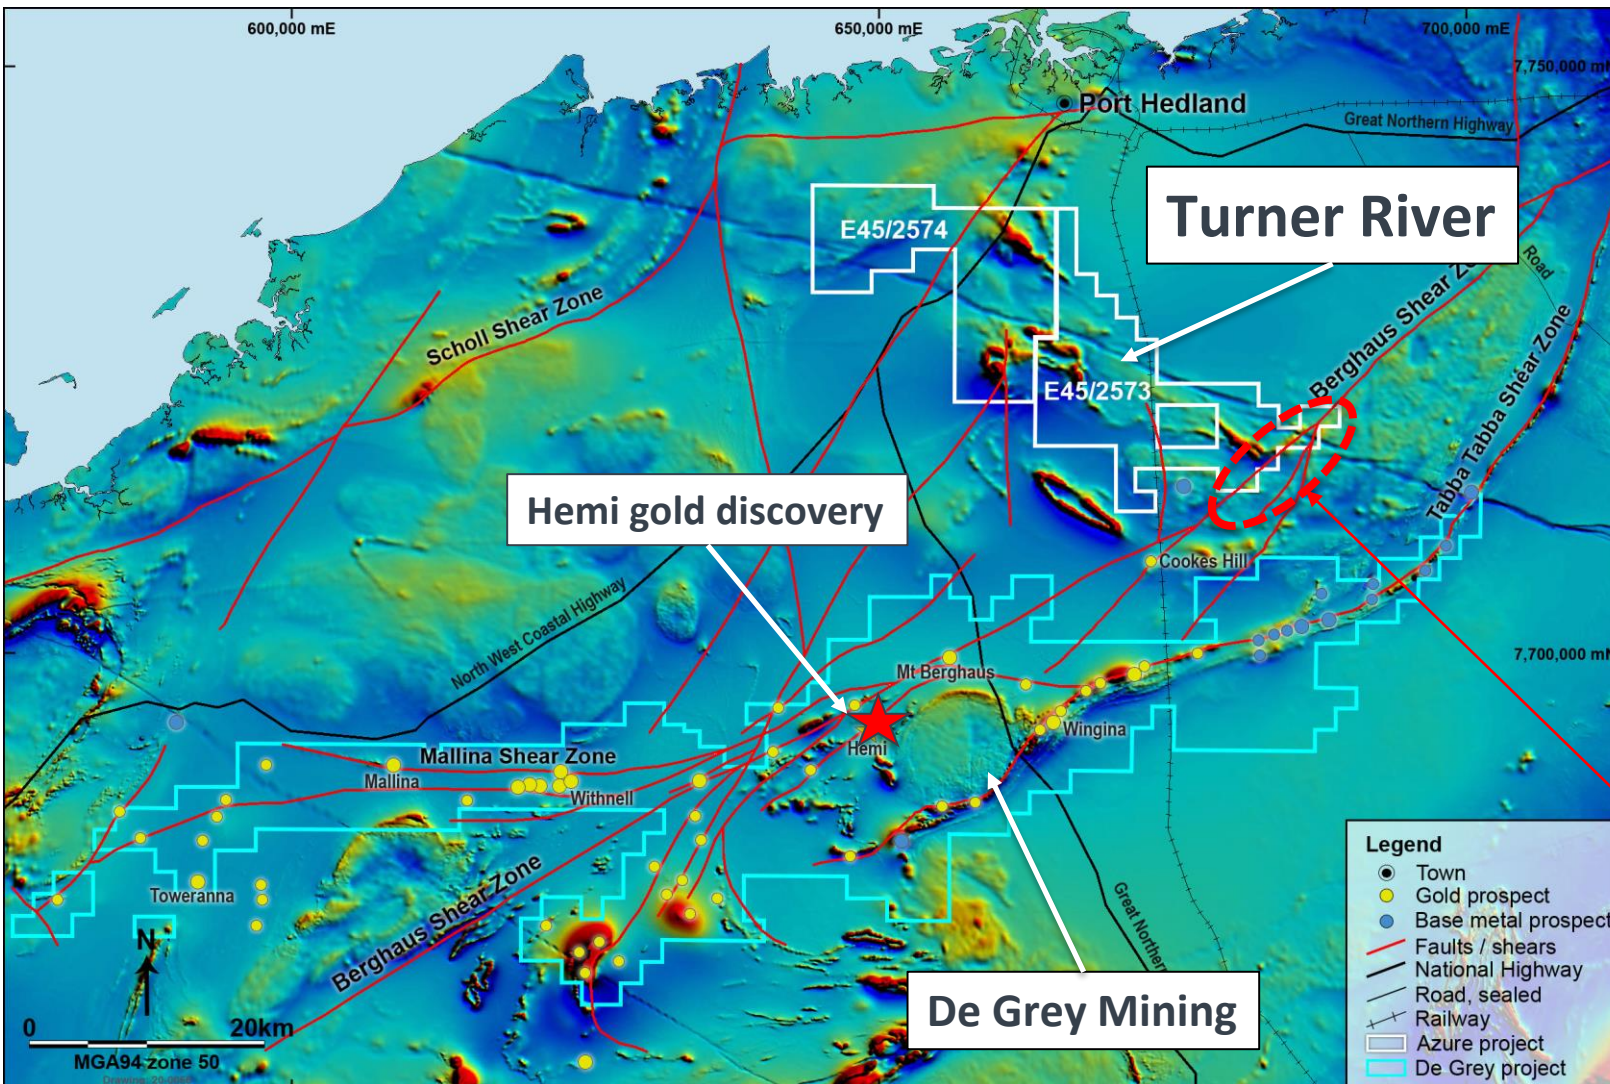 600,000 mE
650,000 mE
700,000 mE
7,750,000 m
Port Hedland
Great Northern Highway
Turner River
E45/2574
Road
Berghaus Shear Zo
Scholl Shear Zone
Tabba Tabba Shear Zone
E45/2573
Hemi gold discovery
Cookes Hill
North West Coastal Highway
7,700,000 m
Mt Berghaus
Hemi
Wingina
Mallina Shear Zone
Mallina
Withnell
Toweranna
Berghaus Shear Zone
Great Northern
De Grey Mining
N
0 20km
MGA94 zone 50
Legend
Town
Gold prospect
Base metal prospect
Faults / shears
National Highway
Road, sealed
Railway
Azure project
De Grey project